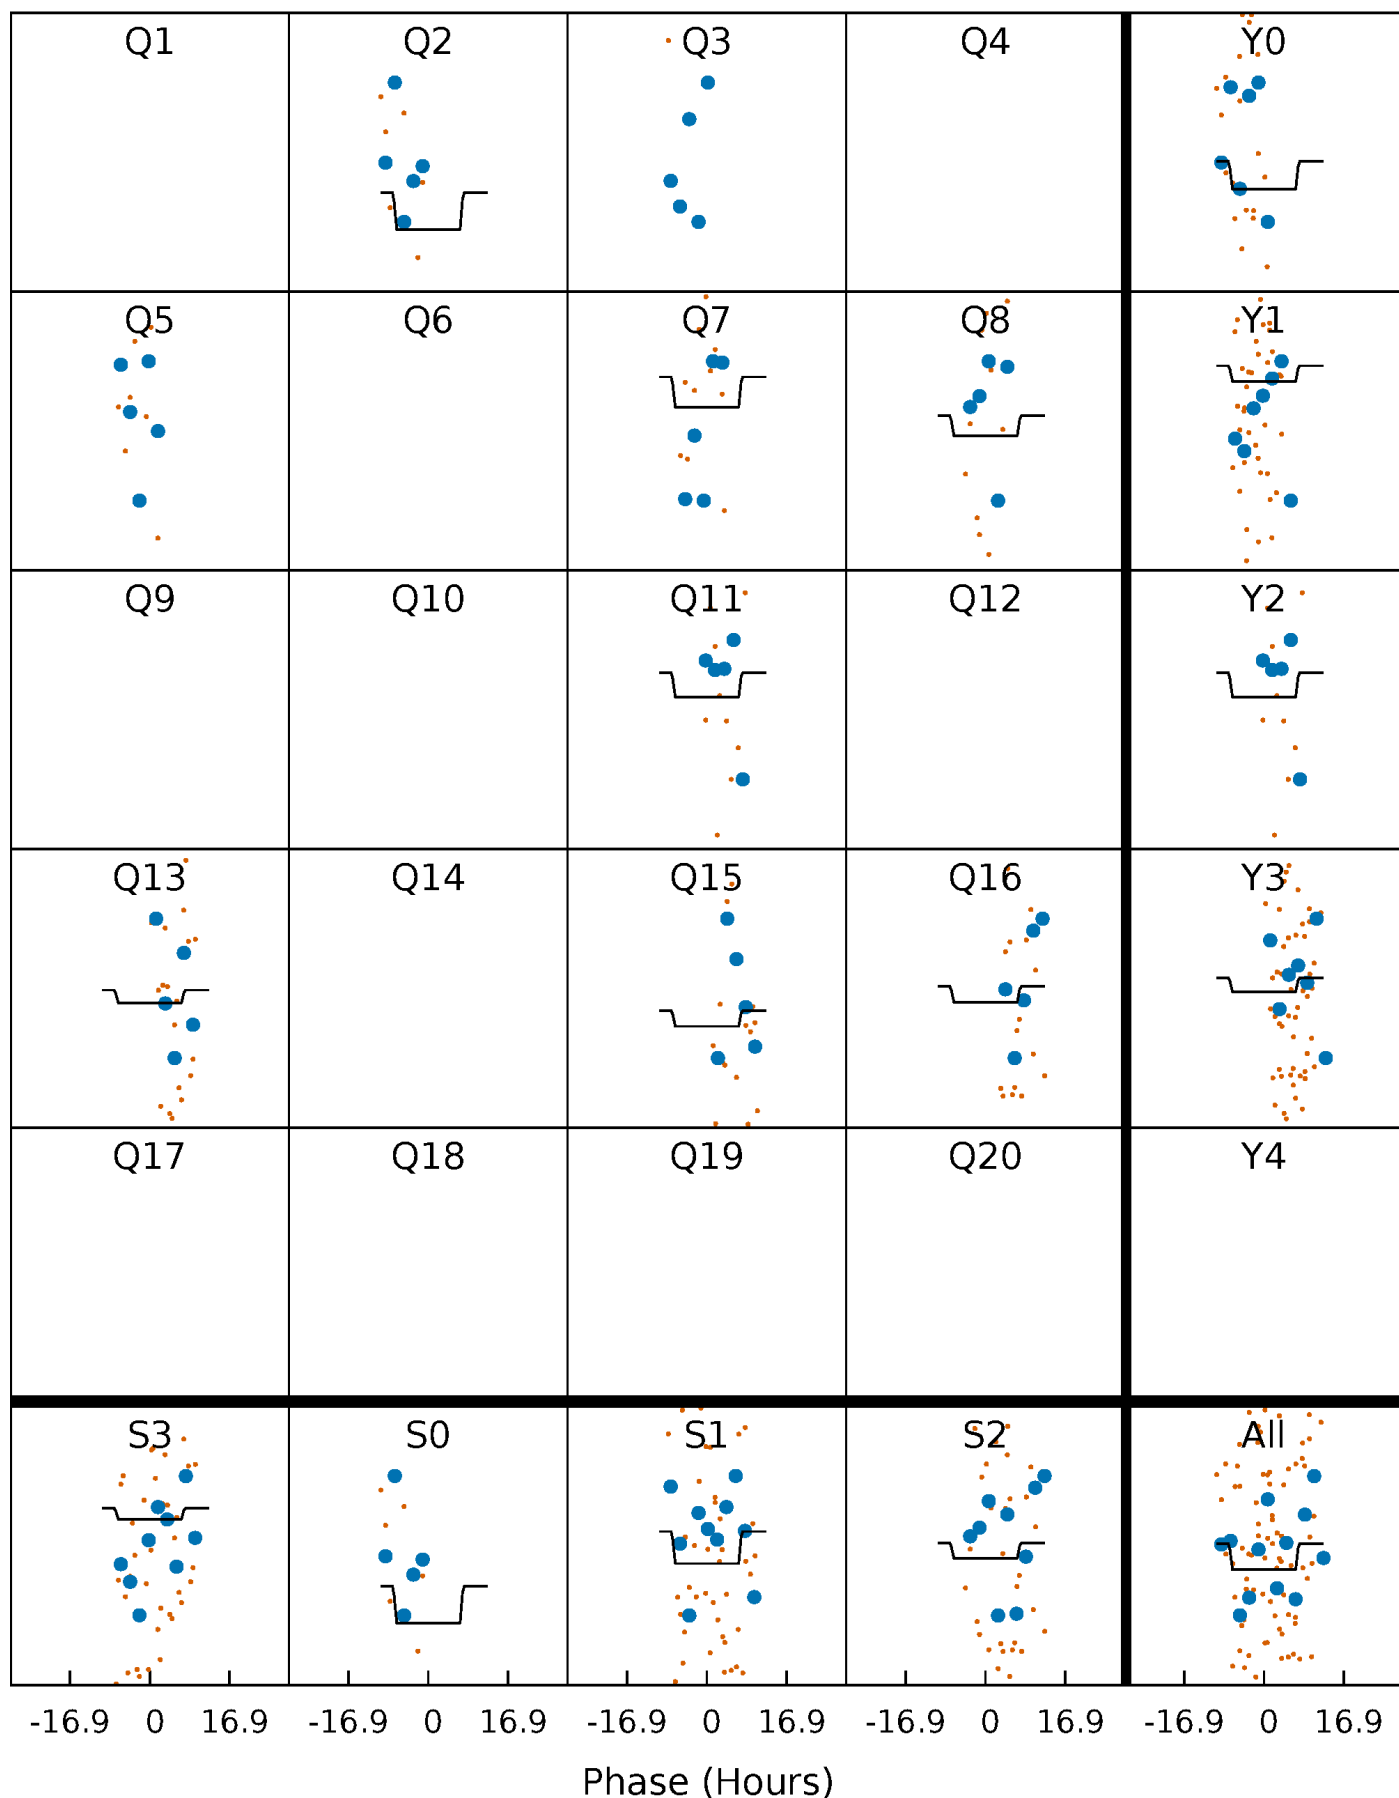 Q1 Q2 Q3 Q4 Y0
Q5 Q6 Q7 Q8 Y1
Q9 Q10 Q11 Q12 Y2
Q13 Q14 Q15 Q16 Y3
Q17 Q18 Q19 Q20 Y4
S3 S0 S1 S2 All
-16.9 0 16.9 -16.9 0 16.9 -16.9 0 16.9 -16.9 0 16.9 -16.9 0 16.9
Phase (Hours)